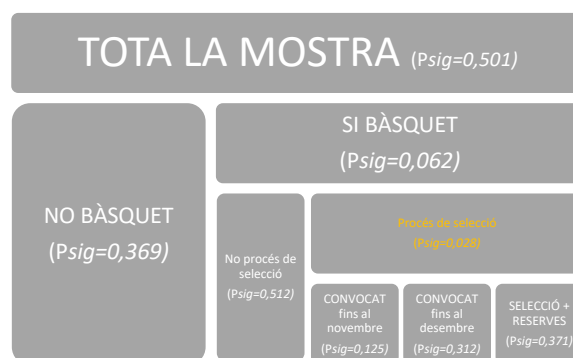 TOTA LA MOSTRA (Psig=0,501)
SI BÀSQUET
(Psig=0,062)
NO BÀSQUET
(Psig=0,369)
No procés de
selecció
(Psig=0,512)
Procés de selecció
(Psig=0,028)
CONVOCAT
fins al
novembre
(Psig=0,125)
CONVOCAT
fins al
desembre
(Psig=0,312)
SELECCIÓ +
RESERVES
(Psig=0,371)